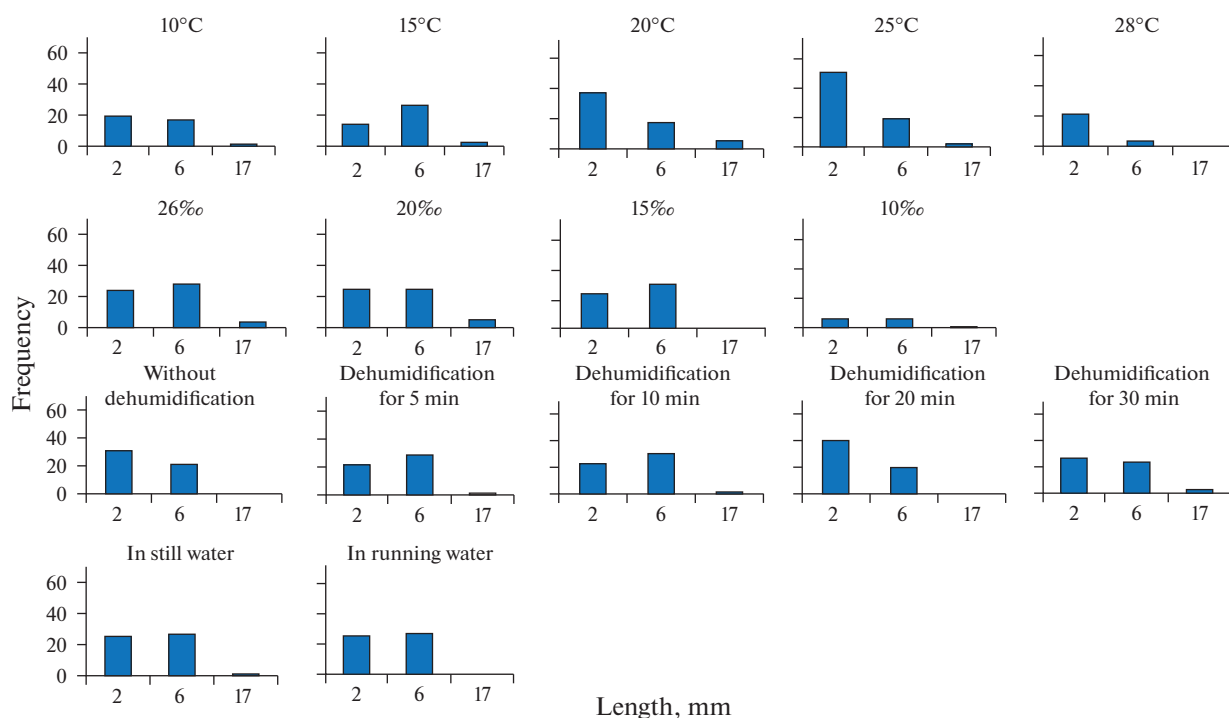 10°C 15°C 20°C 25°C 28°C
60
40
20
0
2 6 17 2 6 17 2 6 17 2 6 17 2 6 17
26‰ 20‰ 15‰ 10‰
60
40
20
0
2 6 17 2 6 17 2 6 17 2 6 17
Frequency
Without Dehumidification Dehumidification Dehumidification Dehumidification
dehumidification for 5 min for 10 min for 20 min for 30 min
60
40
20
0
2 6 17 2 6 17 2 6 17 2 6 17 2 6 17
In still water In running water
60
40
20
0
2 6 17 2 6 17
Length, mm